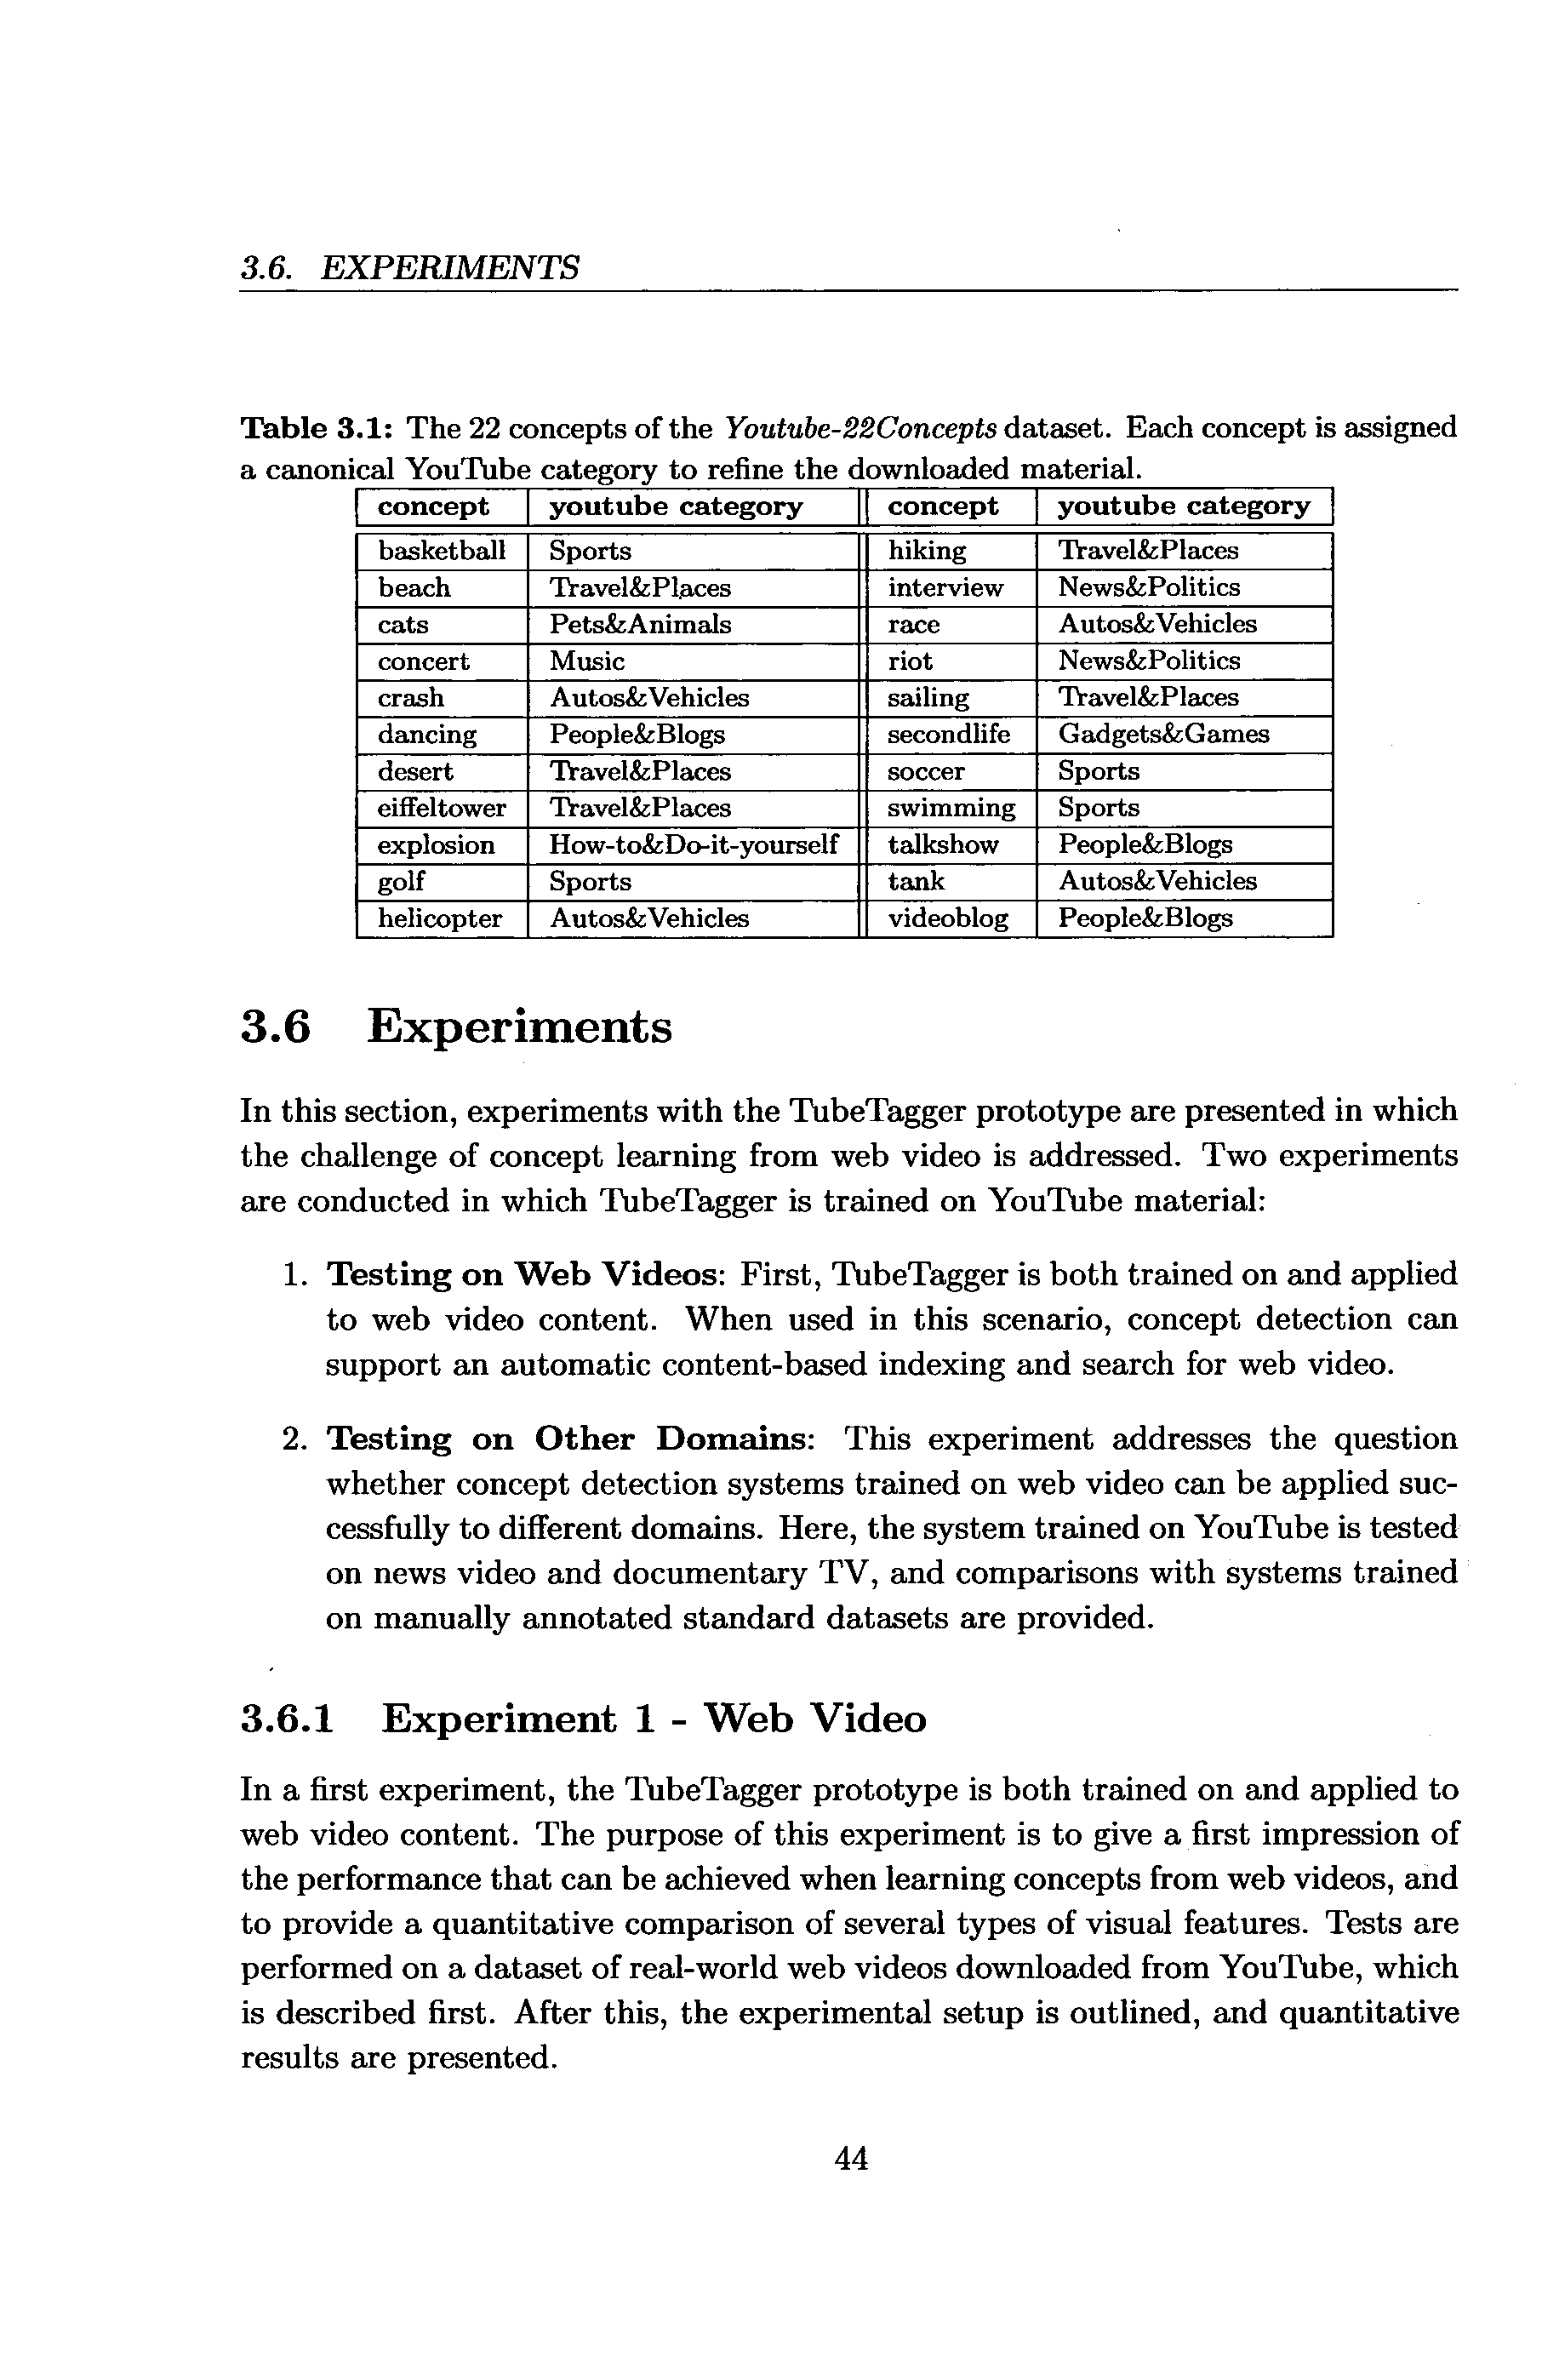 3.6. EXPERIMENTS
Table 3.1: The 22 concepts of the Youtube-22Concepts dataset. Each concept is assigned
a canonical YouTube category to refine the downloaded material.
concept youtube category concept youtube category
basketball Sports hiking Travel&Places
beach Travel&Places interview News&Politics
cats Pets&Animals race Autos&Vehicles
concert Music riot News&Politics
crash Autos&Vehicles sailing Travel&Places
dancing People&Blogs secondlife Gadgets&Games
desert Travel&Places soccer Sports
eiffeltower Travel&Places swimming Sports
explosion How-to&Do-it-yourself talkshow People&Blogs
golf Sports tank Autos&Vehicles
helicopter Autos&Vehicles videoblog People&Blogs
3.6 Experiments
In this section, experiments with the TubeTagger prototype are presented in which
the challenge of concept learning from web video is addressed. Two experiments
are conducted in which TubeTagger is trained on YouTube material:
1. Testing on Web Videos: First, TubeTagger is both trained on and applied
to web video content. When used in this scenario, concept detection can
support an automatic content-based indexing and search for web video.
2. Testing on Other Domains: This experiment addresses the question
whether concept detection systems trained on web video can be applied suc-
cessfully to different domains. Here, the system trained on YouTube is tested
on news video and documentary TV, and comparisons with systems trained
on manually annotated standard datasets are provided.
3.6.1 Experiment 1 - Web Video
In a first experiment, the TubeTagger prototype is both trained on and applied to
web video content. The purpose of this experiment is to give a first impression of
the performance that can be achieved when learning concepts from web videos, and
to provide a quantitative comparison of several types of visual features. Tests are
performed on a dataset of real-world web videos downloaded from YouTube, which
is described first. After this, the experimental setup is outlined, and quantitative
results are presented.
44